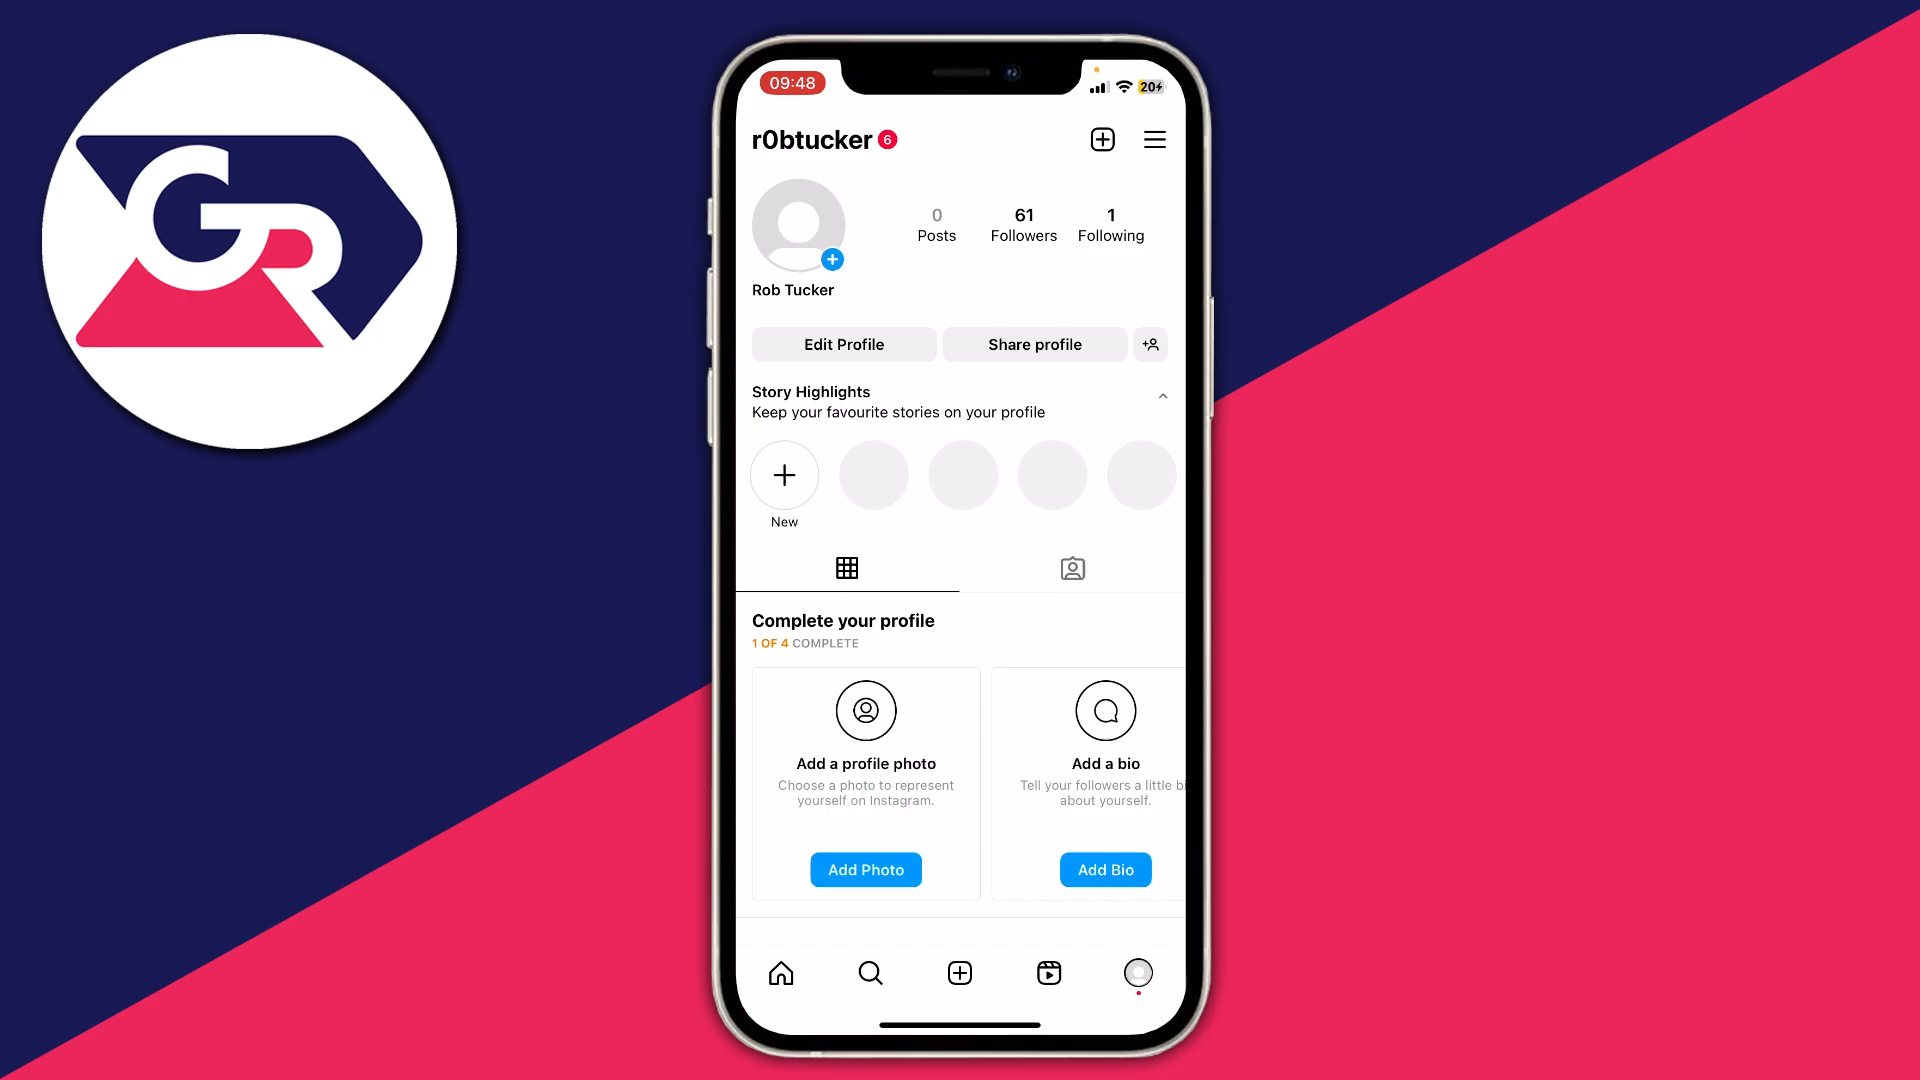 GR
09:48
20
r0btucker 6
0 61 1
Posts Followers Following
Rob Tucker
Edit Profile Share profile
Story Highlights
Keep your favourite stories on your profile
New
Complete your profile
1 OF 4 COMPLETE
Add a profile photo
Choose a photo to represent
yourself on Instagram.
Add Photo
Add a bio
Tell your followers a little bi
about yourself.
Add Bio